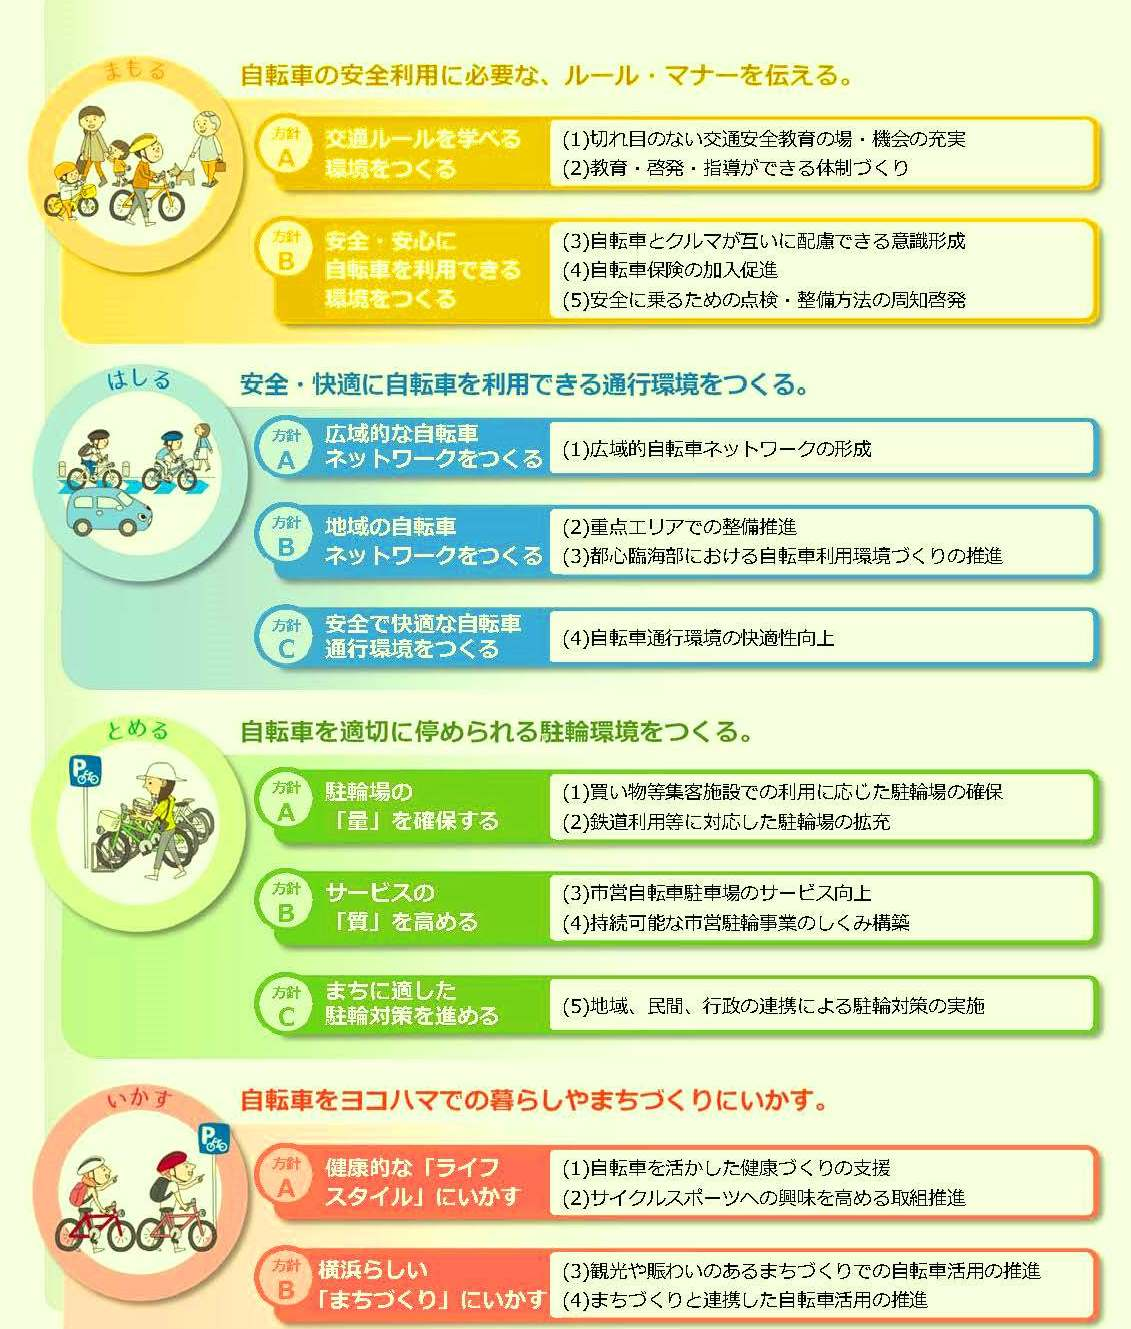 まもる
自転車の安全利用に必要な、ルール・マナーを伝える。
方針
A
交通ルールを学べる
環境をつくる
(1)切れ目のない交通安全教育の場・機会の充実
(2)教育・啓発・指導ができる体制づくり
方針
B
安全・安心に
自転車を利用できる
環境をつくる
(3)自転車とクルマが互いに配慮できる意識形成
(4)自転車保険の加入促進
(5)安全に乗るための点検・整備方法の周知啓発
はしる
安全・快適に自転車を利用できる通行環境をつくる。
方針
A
広域的な自転車
ネットワークをつくる
(1)広域的自転車ネットワークの形成
方針
B
地域の自転車
ネットワークをつくる
(2)重点エリアでの整備推進
(3)都心臨海部における自転車利用環境づくりの推進
方針
C
安全で快適な自転車
通行環境をつくる
(4)自転車通行環境の快適性向上
とめる
自転車を適切に停められる駐輪環境をつくる。
P
方針
A
駐輪場の
「量」を確保する
(1)買い物等集客施設での利用に応じた駐輪場の確保
(2)鉄道利用等に対応した駐輪場の拡充
方針
B
サービスの
「質」を高める
(3)市営自転車駐車場のサービス向上
(4)持続可能な市営駐輪事業のしくみ構築
方針
C
まちに適した
駐輪対策を進める
(5)地域、民間、行政の連携による駐輪対策の実施
いかす
自転車をヨコハマでの暮らしやまちづくりにいかす。
P
方針
A
健康的な「ライフ
スタイル」にいかす
(1)自転車を活かした健康づくりの支援
(2)サイクルスポーツへの興味を高める取組推進
方針
B
横浜らしい
「まちづくり」にいかす
(3)観光や賑わいのあるまちづくりでの自転車活用の推進
(4)まちづくりと連携した自転車活用の推進